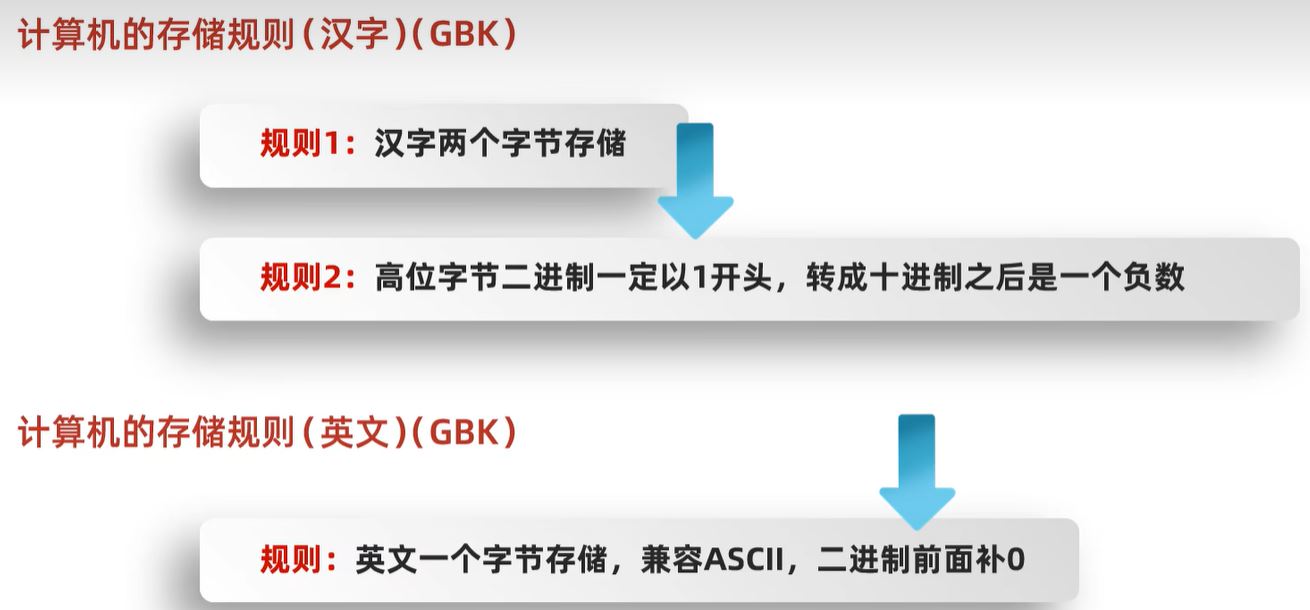 计算机的存储规则(汉字)(GBK)
规则1：汉字两个字节存储
规则2：高位字节二进制一定以1开头，转成十进制之后是一个负数
计算机的存储规则(英文)(GBK)
规则：英文一个字节存储，兼容ASCII，二进制前面补0